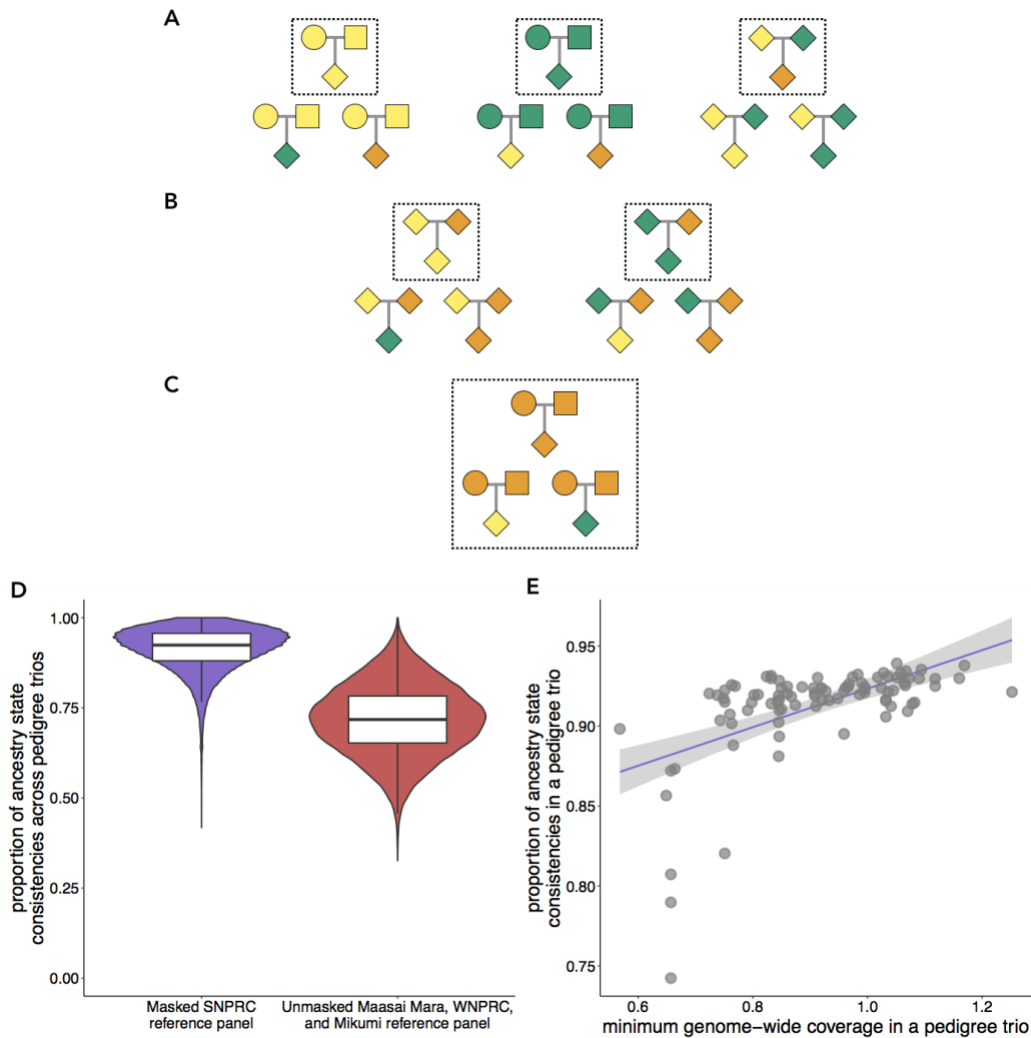 A
B
C
D
E
proportion of ancestry state
consistencies across pedigree trios
1.00
0.75
0.50
0.25
0.00
Masked SNPRC
reference panel
Unmasked Maasai Mara, WNPRC,
and Mikumi reference panel
proportion of ancestry state
consistencies in a pedigree trio
0.95
0.90
0.85
0.80
0.75
0.6
0.8
1.0
1.2
minimum genome−wide coverage in a pedigree trio